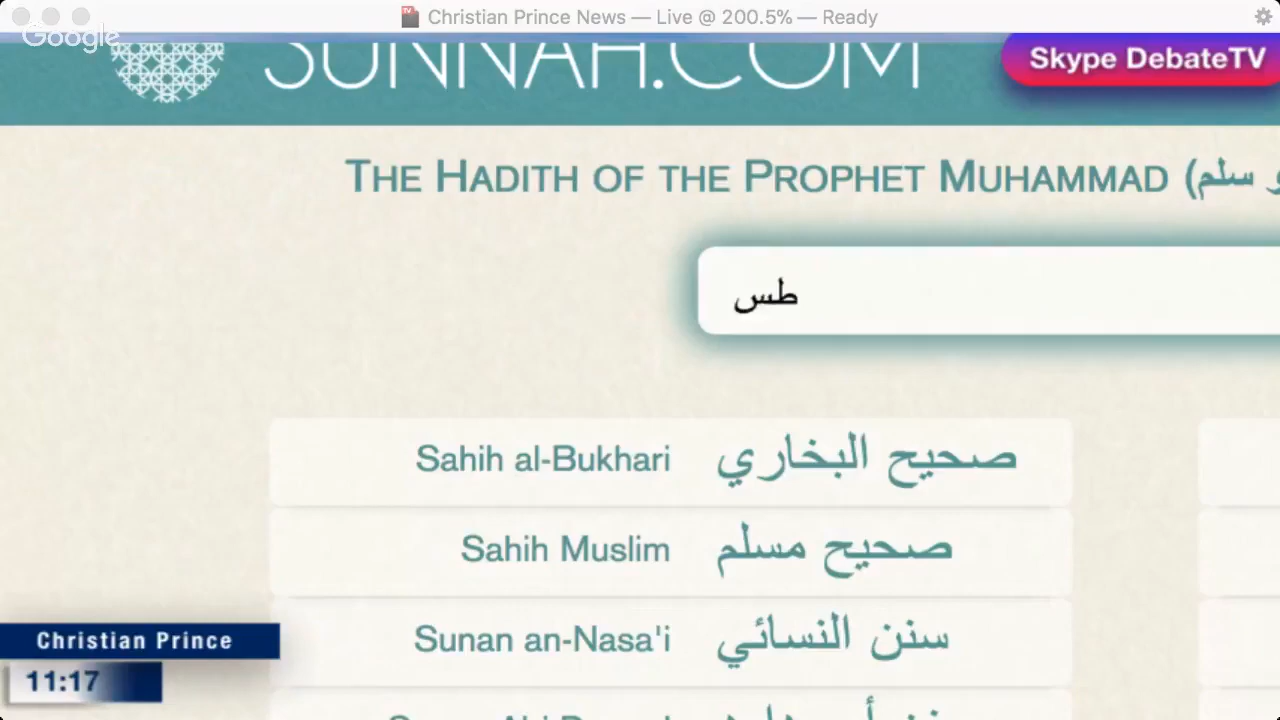 Christian Prince News — Live @ 200.5% — Ready
Google
SUNNAH.COM
Skype DebateTV
THE HADITH OF THE PROPHET MUHAMMAD (و سلم
طس
Sahih al-Bukhari صحيح البخاري
Sahih Muslim صحيح مسلم
Sunan an-Nasa'i سنن النسائي
Christian Prince
11:17